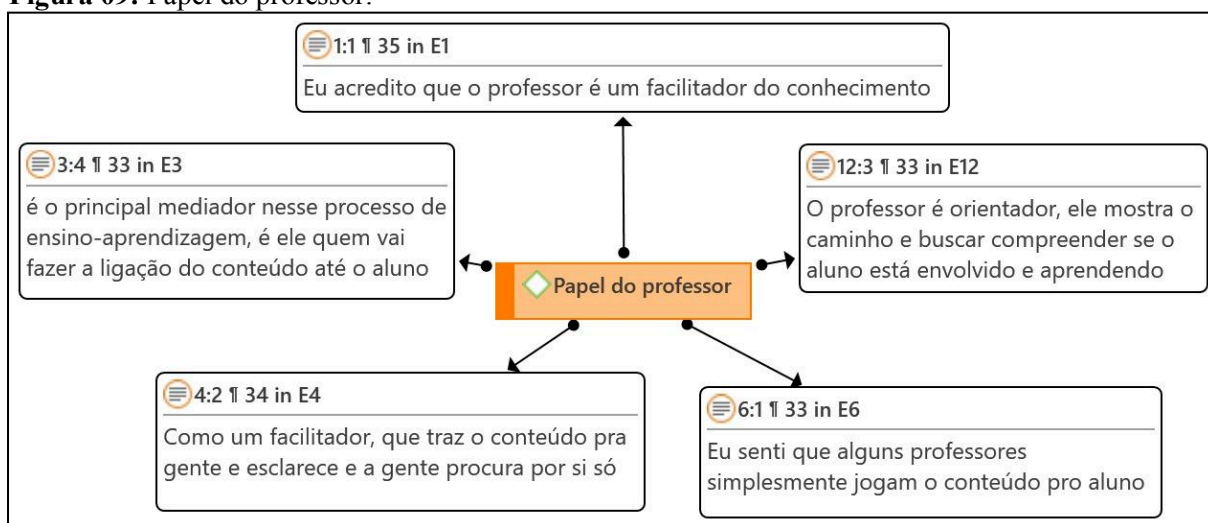 Figura 09: Papel do professor.
1:1 ¶ 35 in E1
Eu acredito que o professor é um facilitador do conhecimento
3:4 ¶ 33 in E3
é o principal mediador nesse processo de
ensino-aprendizagem, é ele quem vai
fazer a ligação do conteúdo até o aluno
12:3 ¶ 33 in E12
O professor é orientador, ele mostra o
caminho e buscar compreender se o
aluno está envolvido e aprendendo
Papel do professor
4:2 ¶ 34 in E4
Como um facilitador, que traz o conteúdo pra
gente e esclarece e a gente procura por si só
6:1 ¶ 33 in E6
Eu senti que alguns professores
simplesmente jogam o conteúdo pro aluno